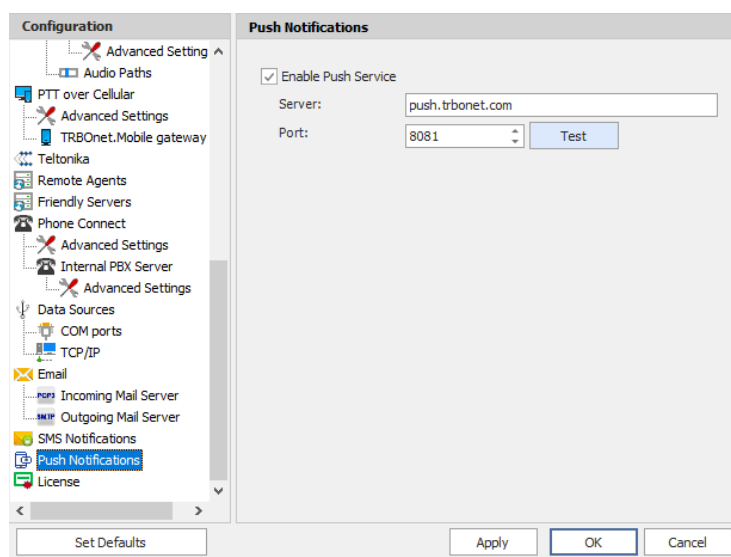 Configuration
Advanced Setting
Audio Paths
PTT over Cellular
Advanced Settings
TRBOnet.Mobile gateway
Teltonika
Remote Agents
Friendly Servers
Phone Connect
Advanced Settings
Internal PBX Server
Advanced Settings
Data Sources
COM ports
TCP/IP
Email
POP3 Incoming Mail Server
SMTP Outgoing Mail Server
SMS Notifications
Push Notifications
License
Set Defaults
Push Notifications
Enable Push Service
Server: push.trbonet.com
Port: 8081 Test
Apply OK Cancel